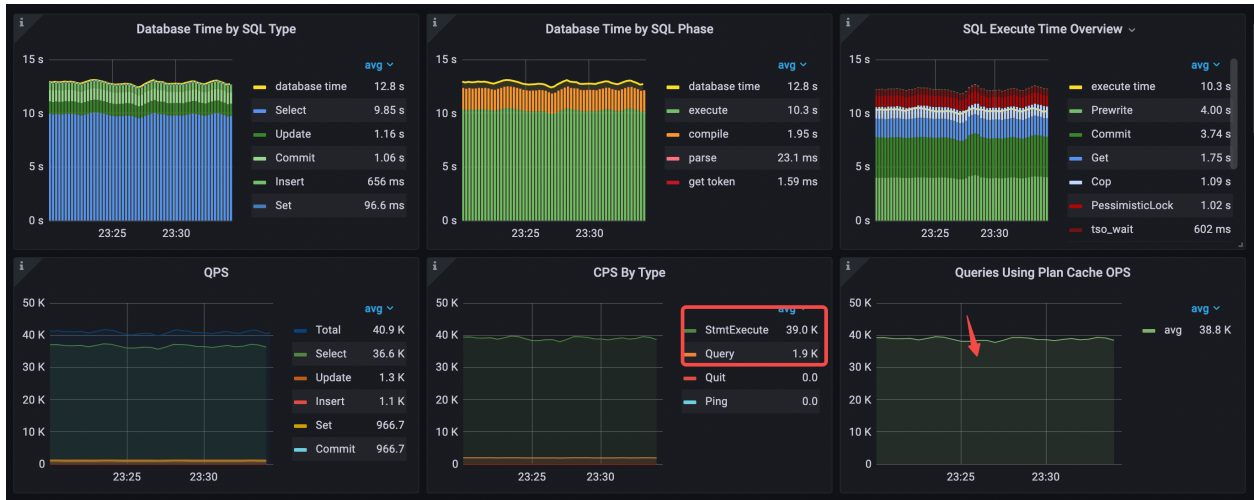 Database Time by SQL Type
15 s
10 s
5 s
0 s
23:25
23:30
avg
database time 12.8 s
Select 9.85 s
Update 1.16 s
Commit 1.06 s
Insert 656 ms
Set 96.6 ms
Database Time by SQL Phase
15 s
10 s
5 s
0 s
23:25
23:30
avg
database time 12.8 s
execute 10.3 s
compile 1.95 s
parse 23.1 ms
get token 1.59 ms
SQL Execute Time Overview
15 s
10 s
5 s
0 s
23:25
23:30
avg
execute time 10.3 s
Prewrite 4.00 s
Commit 3.74 s
Get 1.75 s
Cop 1.09 s
PessimisticLock 1.02 s
tso_wait 602 ms
QPS
50 K
40 K
30 K
20 K
10 K
0
23:25
23:30
avg
Total 40.9 K
Select 36.6 K
Update 1.3 K
Insert 1.1 K
Set 966.7
Commit 966.7
CPS By Type
50 K
40 K
30 K
20 K
10 K
0
23:25
23:30
avg
StmtExecute 39.0 K
Query 1.9 K
Quit 0.0
Ping 0.0
Queries Using Plan Cache OPS
50 K
40 K
30 K
20 K
10 K
0
23:25
23:30
avg
avg 38.8 K